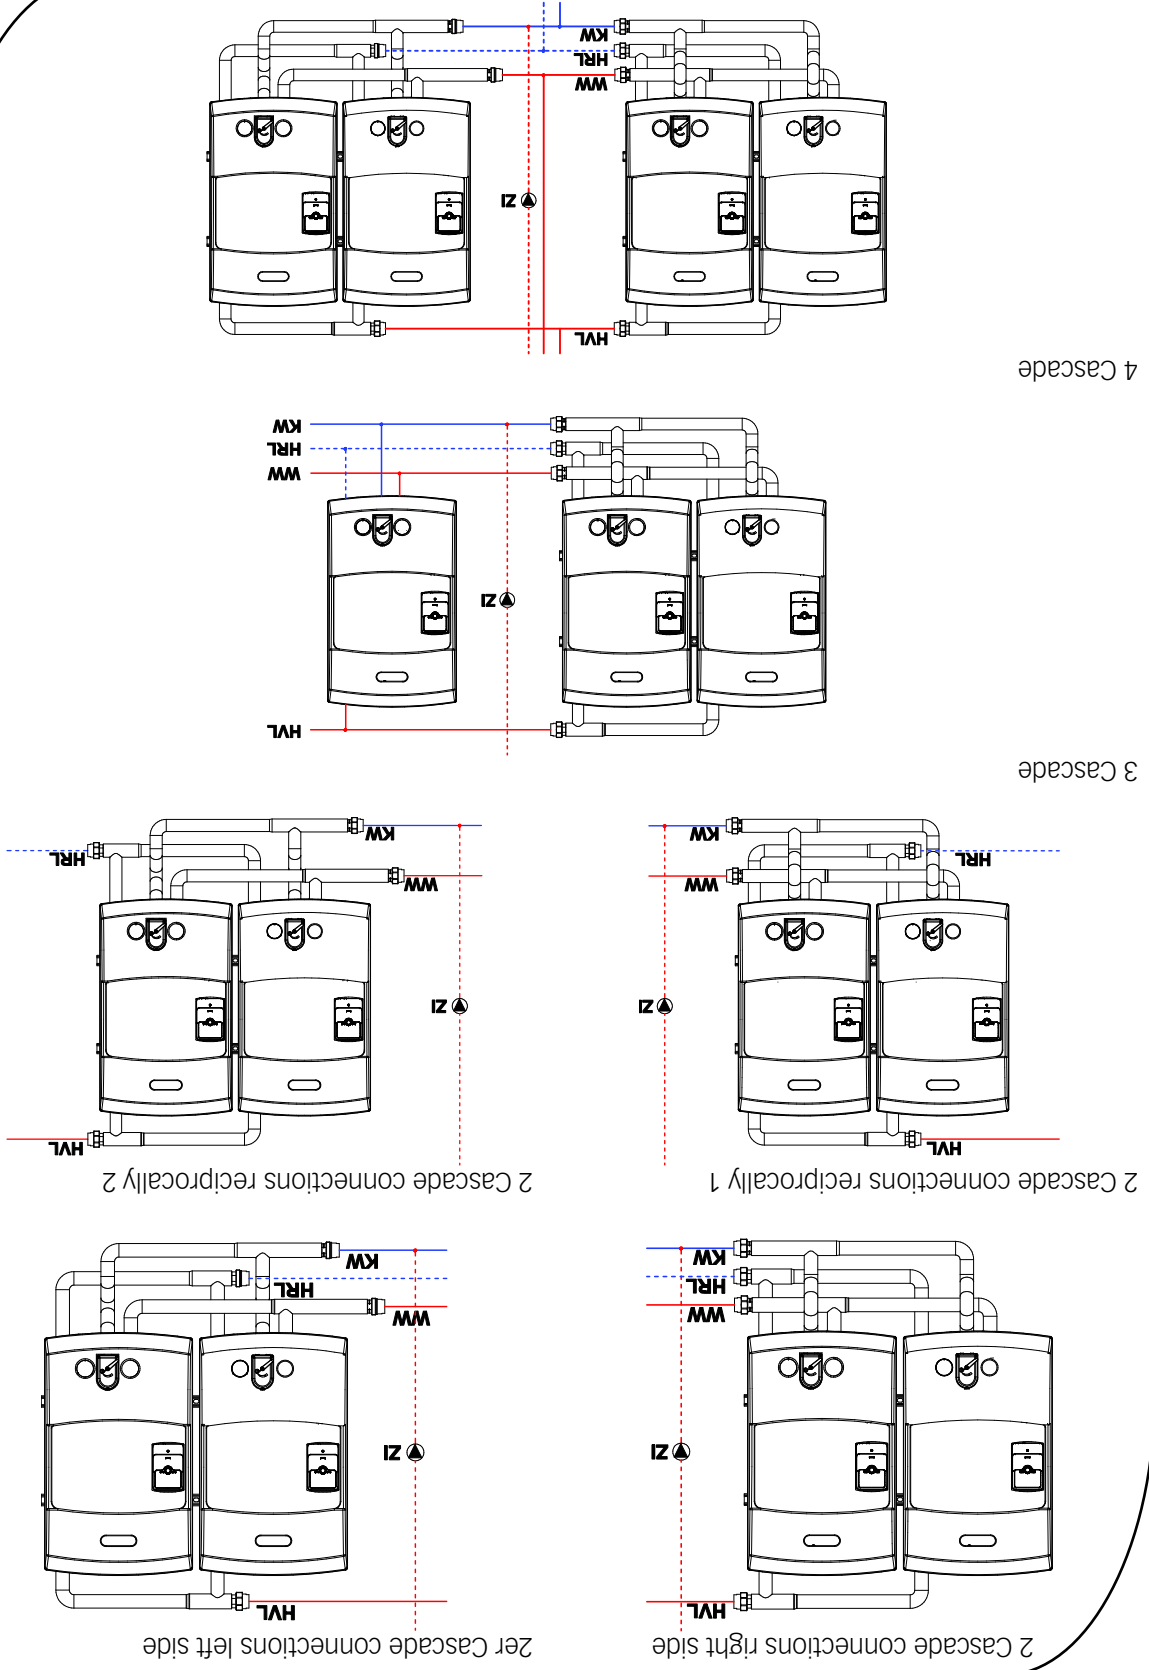 2 Cascade connections right side
HVL
ZI
WW
HRL
KW
2er Cascade connections left side
HVL
ZI
WW
HRL
KW
2 Cascade connections reciprocally 1
HVL
ZI
WW
HRL
KW
2 Cascade connections reciprocally 2
HVL
ZI
WW
HRL
KW
3 Cascade
HVL
ZI
WW
HRL
KW
4 Cascade
HVL
ZI
WW
HRL
KW